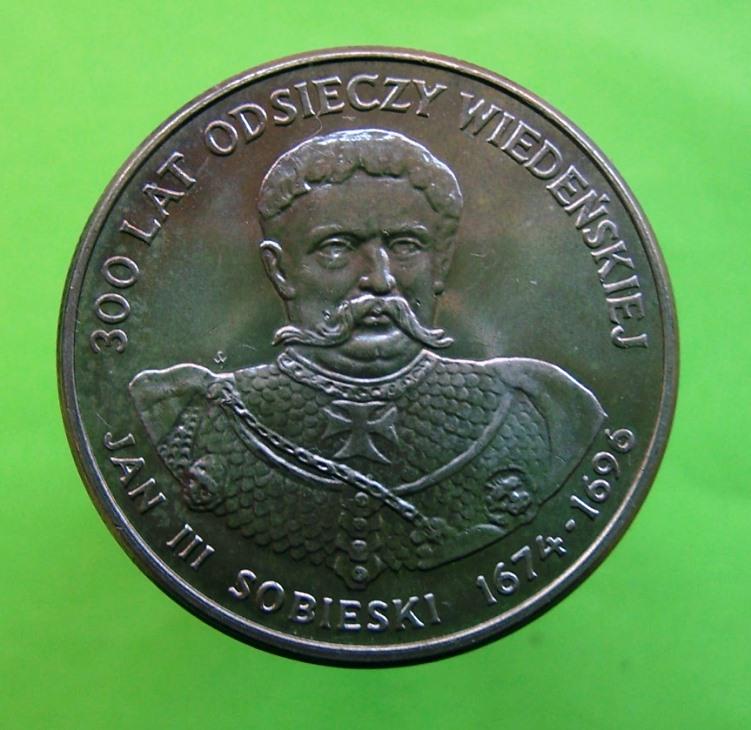 300 LAT ODSIECZY WIEDEŃSKIEJ
JAN III SOBIESKI 1674-1696